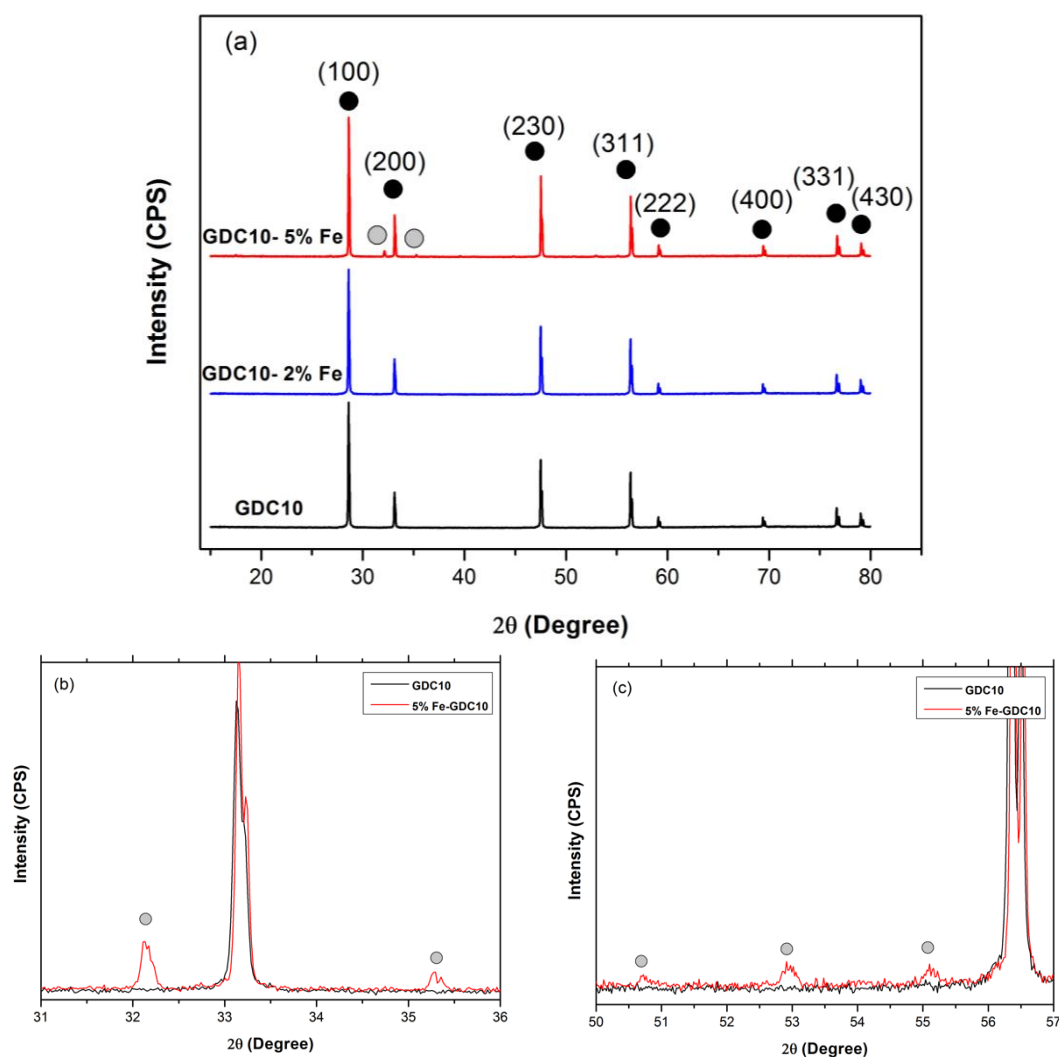 (a)
(100)
(200)
(230)
(311)
(222)
(400)
(331)
(430)
GDC10- 5% Fe
GDC10- 2% Fe
GDC10
Intensity (CPS)
20 30 40 50 60 70 80
2θ (Degree)
(b)
GDC10
5% Fe-GDC10
Intensity (CPS)
31 32 33 34 35 36
2θ (Degree)
(c)
GDC10
5% Fe-GDC10
Intensity (CPS)
50 51 52 53 54 55 56 57
2θ (Degree)